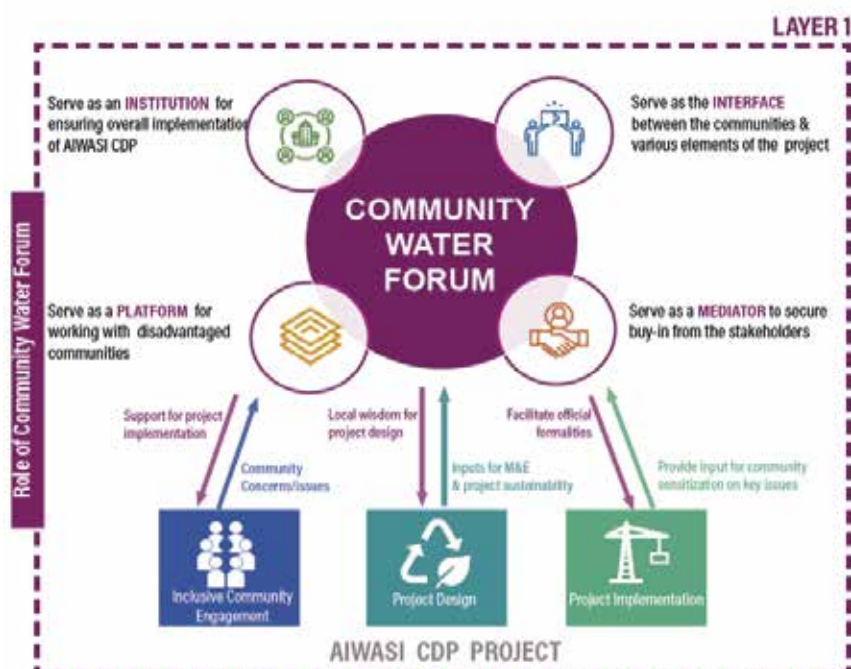 LAYER 1
Serve as an INSTITUTION for
ensuring overall implementation
of AIWASI CDP
Serve as the INTERFACE
between the communities &
various elements of the project
COMMUNITY
WATER
FORUM
Role of Community Water Forum
Serve as a PLATFORM for
working with disadvantaged
communities
Serve as a MEDIATOR to secure
buy-in from the stakeholders
Support for project
implementation
Local wisdom for
project design
Facilitate official
formalities
Community
Concerns/issues
Inputs for M&E
& project sustainability
Provide input for community
sensitization on key issues
Inclusive Community
Engagement
Project Design
Project Implementation
AIWASI CDP PROJECT